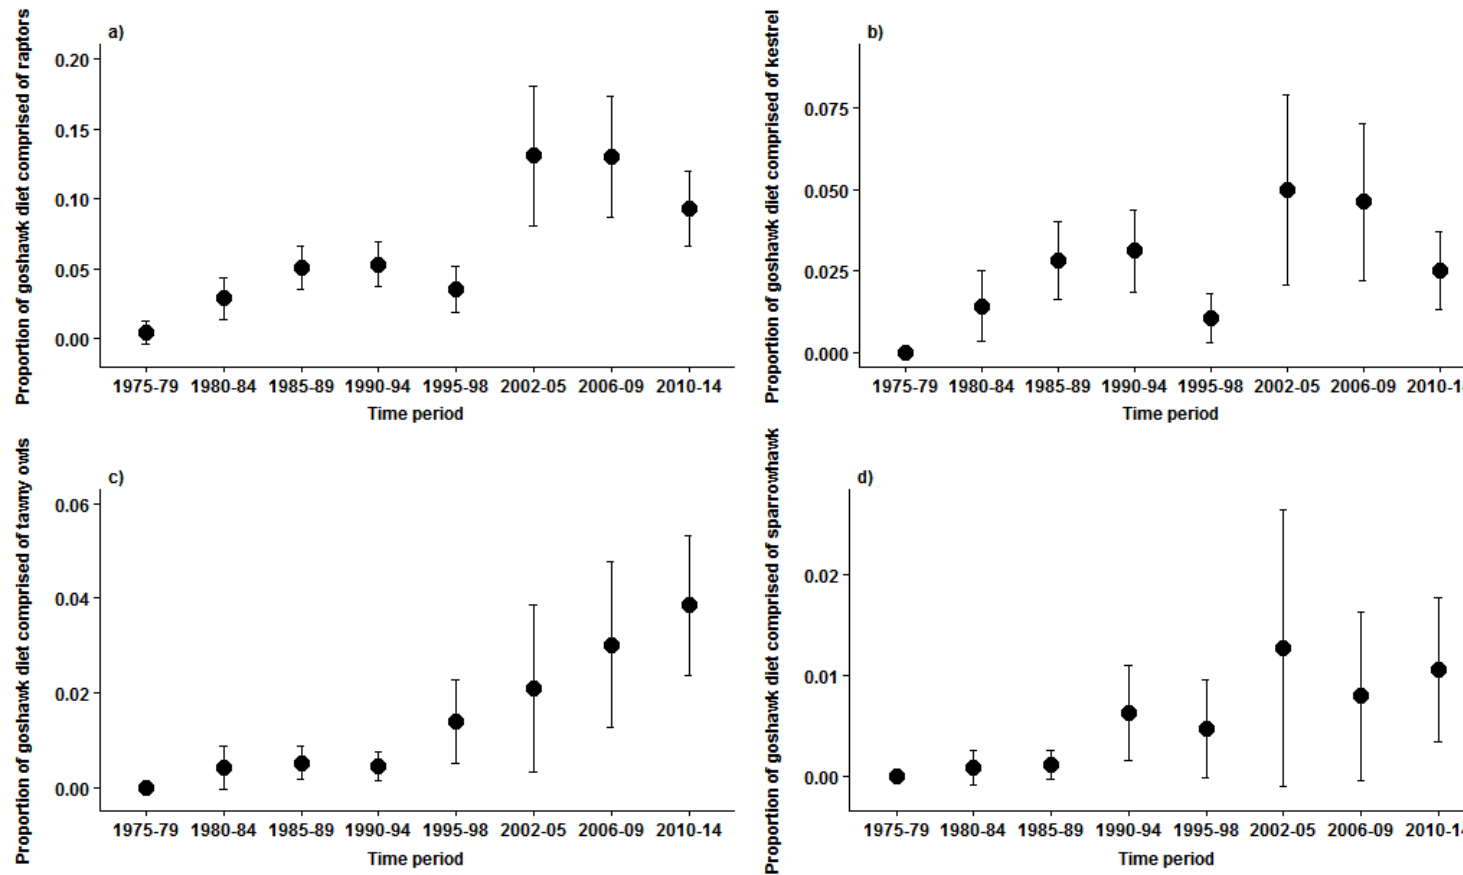 a)
Proportion of goshawk diet comprised of raptors
0.20
0.15
0.10
0.05
0.00
1975-79 1980-84 1985-89 1990-94 1995-98 2002-05 2006-09 2010-14
Time period
b)
Proportion of goshawk diet comprised of kestrel
0.075
0.050
0.025
0.000
1975-79 1980-84 1985-89 1990-94 1995-98 2002-05 2006-09 2010-1
Time period
c)
Proportion of goshawk diet comprised of tawny owls
0.06
0.04
0.02
0.00
1975-79 1980-84 1985-89 1990-94 1995-98 2002-05 2006-09 2010-14
Time period
d)
Proportion of goshawk diet comprised of sparrowhawk
0.02
0.01
0.00
1975-79 1980-84 1985-89 1990-94 1995-98 2002-05 2006-09 2010-14
Time period